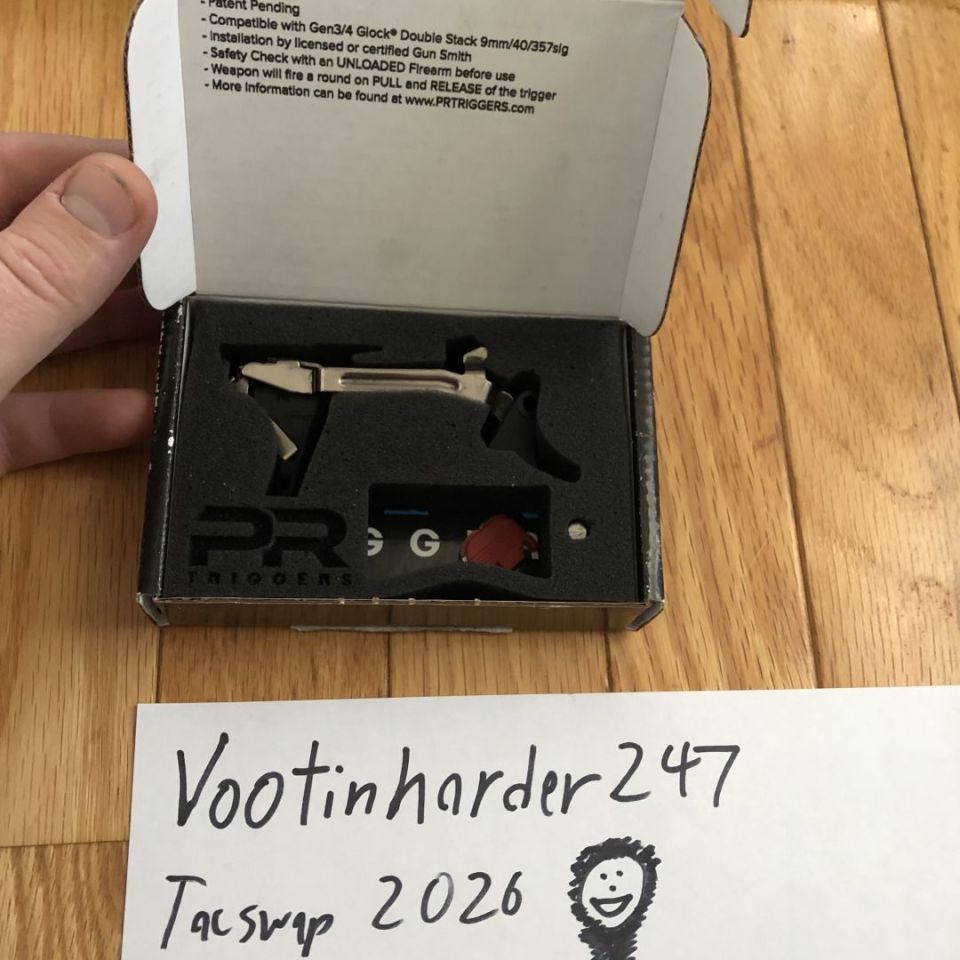 - Patent Pending
- Compatible with Gen3/4 Glock® Double Stack 9mm/40/357sig
- Installation by licensed or certified Gun Smith
- Safety Check with an UNLOADED Firearm before use
- Weapon will fire a round on PULL and RELEASE of the trigger
- More Information can be found at www.PRTRIGGERS.com
PR
TRIGGERS
G G
Vootinharder247
Tacswap 2026